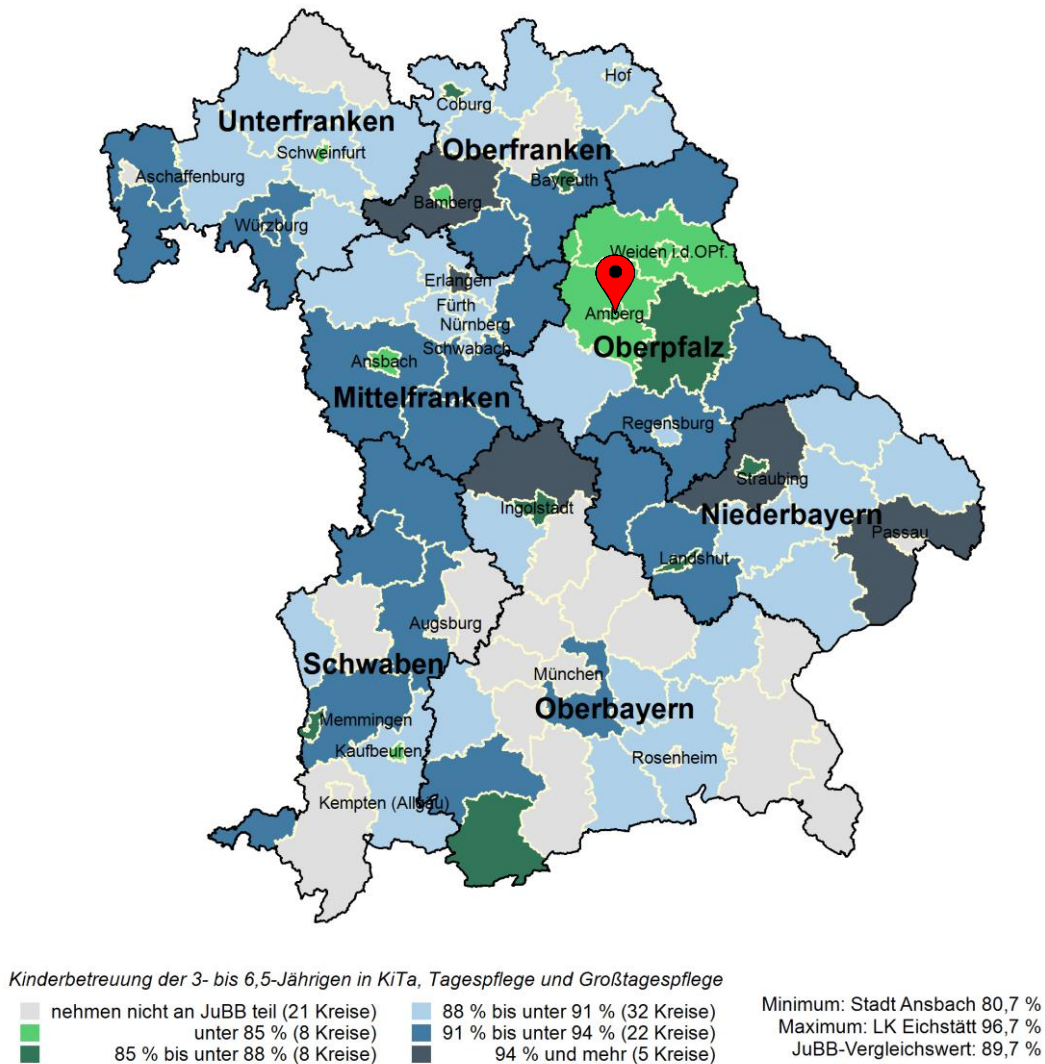 Hof
Coburg
Unterfranken
Schweinfurt
Oberfranken
Aschaffenburg
Bayreuth
Bamberg
Würzburg
Weiden i.d.OPf.
Erlangen
Fürth
Amberg
Nürnberg
Schwabach
Oberpfalz
Ansbach
Mittelfranken
Regensburg
Straubing
Ingolstadt
Niederbayern
Passau
Landshut
Augsburg
Schwaben
München
Oberbayern
Memmingen
Kaufbeuren
Rosenheim
Kempten (Allgäu)
Kinderbetreuung der 3- bis 6,5-Jährigen in KiTa, Tagespflege und Großtagespflege
nehmen nicht an JuBB teil (21 Kreise)
unter 85 % (8 Kreise)
85 % bis unter 88 % (8 Kreise)
88 % bis unter 91 % (32 Kreise)
91 % bis unter 94 % (22 Kreise)
94 % und mehr (5 Kreise)
Minimum: Stadt Ansbach 80,7 %
Maximum: LK Eichstätt 96,7 %
JuBB-Vergleichswert: 89,7 %